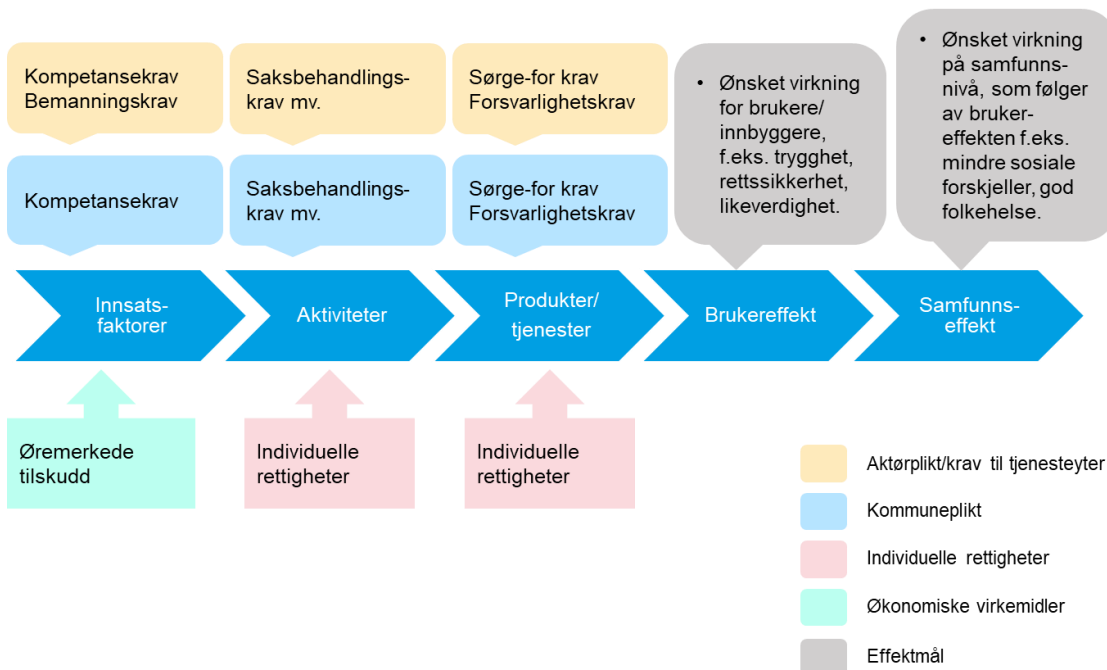 Kompetansekrav
Bemanningskrav
Saksbehandlings-
krav mv.
Sørge-for krav
Forsvarlighetskrav
• Ønsket virkning
for brukere/
innbyggere,
f.eks. trygghet,
rettssikkerhet,
likeverdighet.
• Ønsket virkning
på samfunns-
nivå, som følger
av bruker-
effekten f.eks.
mindre sosiale
forskjeller, god
folkehelse.
Kompetansekrav
Saksbehandlings-
krav mv.
Sørge-for krav
Forsvarlighetskrav
Innsats-
faktorer
Aktiviteter
Produkter/
tjenester
Brukereffekt
Samfunns-
effekt
Øremerkede
tilskudd
Individuelle
rettigheter
Individuelle
rettigheter
Aktørplikt/krav til tjenesteyter
Kommuneplikt
Individuelle rettigheter
Økonomiske virkemidler
Effektmål